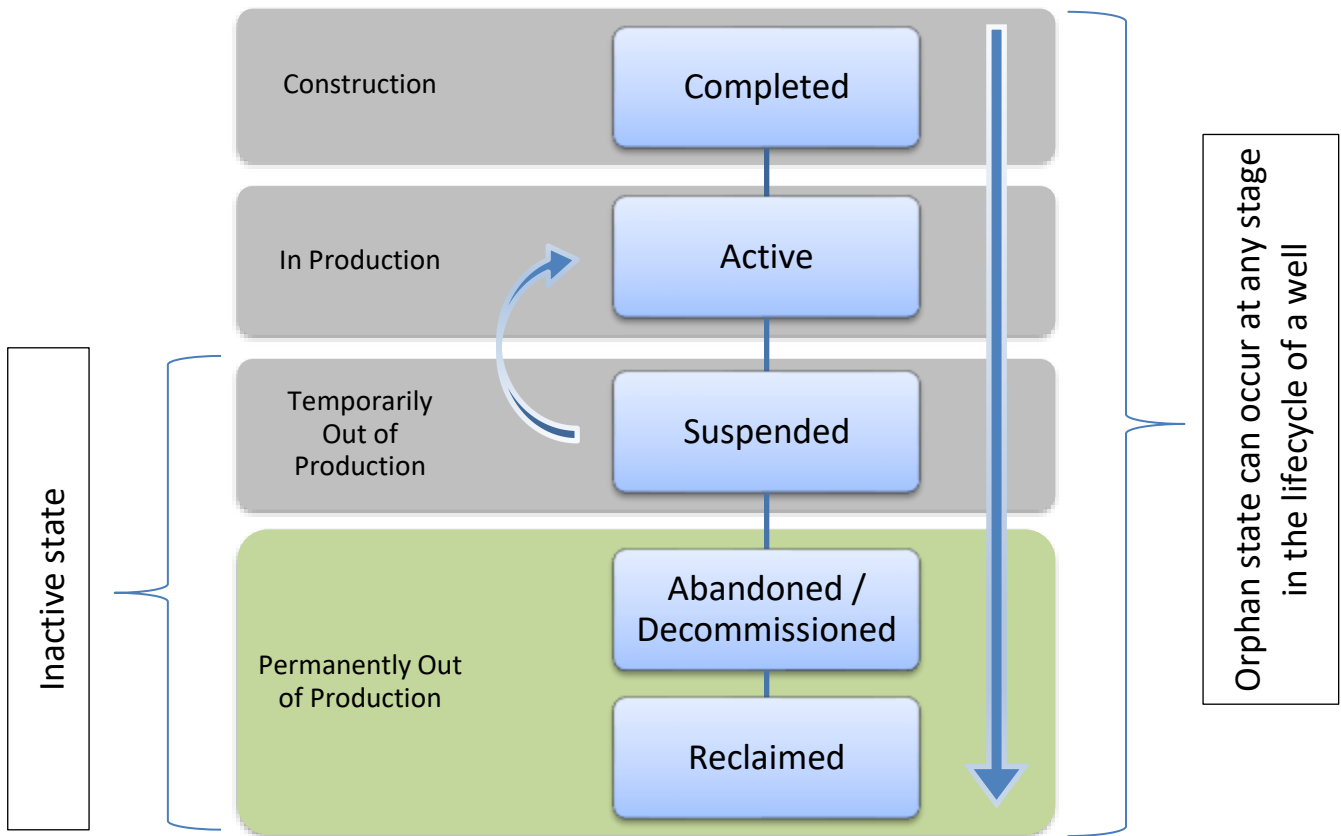 Construction
Completed
In Production
Active
Temporarily
Out of
Production
Suspended
Permanently Out
of Production
Abandoned /
Decommissioned
Reclaimed
Inactive state
Orphan state can occur at any stage
in the lifecycle of a well